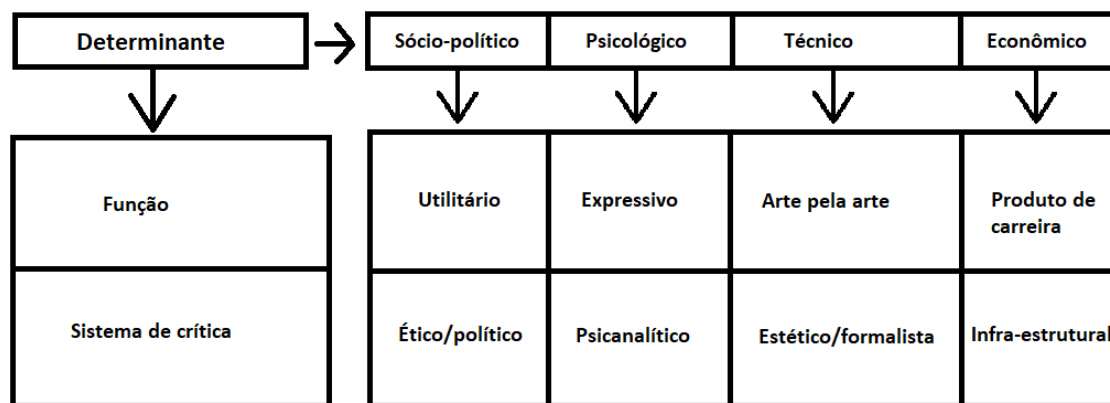 Determinante
Sócio-político
Psicológico
Técnico
Econômico
Função
Utilitário
Expressivo
Arte pela arte
Produto de
carreira
Sistema de crítica
Ético/político
Psicanalítico
Estético/formalista
Infra-estrutural